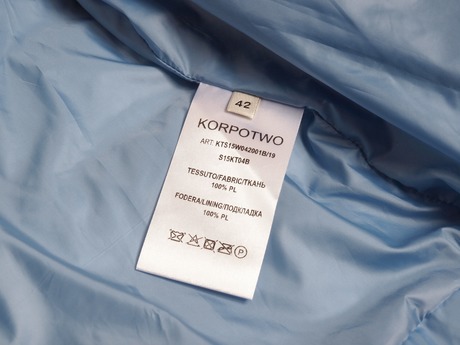 42
KORPOTWO
ART: KTS15W042001B/19
S15KT04B
TESSUTO/FABRIC/ТКАНЬ
100% PL
FODERA/LINING/ПОДКЛАДКА
100% PL
P